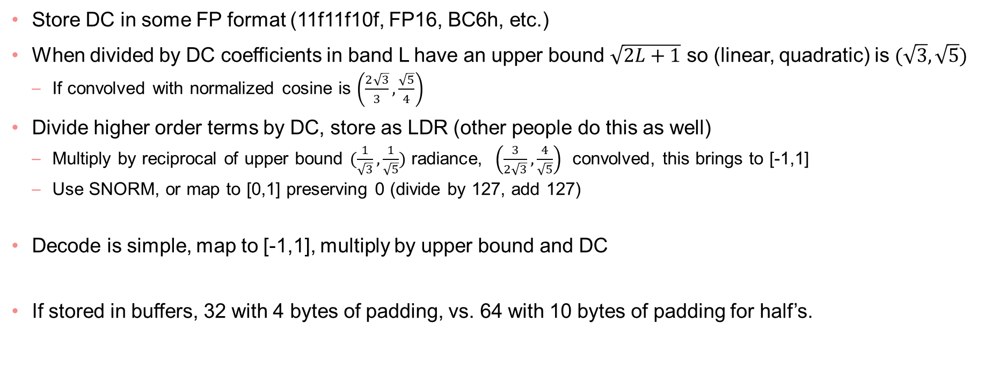 • Store DC in some FP format (11f11f10f, FP16, BC6h, etc.)
• When divided by DC coefficients in band L have an upper bound √(2L + 1) so (linear, quadratic) is (√3, √5)
– If convolved with normalized cosine is (2√3/3, √5/4)
• Divide higher order terms by DC, store as LDR (other people do this as well)
– Multiply by reciprocal of upper bound (1/√3, 1/√5) radiance, (3/2√3, 4/√5) convolved, this brings to [-1,1]
– Use SNORM, or map to [0,1] preserving 0 (divide by 127, add 127)
• Decode is simple, map to [-1,1], multiply by upper bound and DC
• If stored in buffers, 32 with 4 bytes of padding, vs. 64 with 10 bytes of padding for half’s.